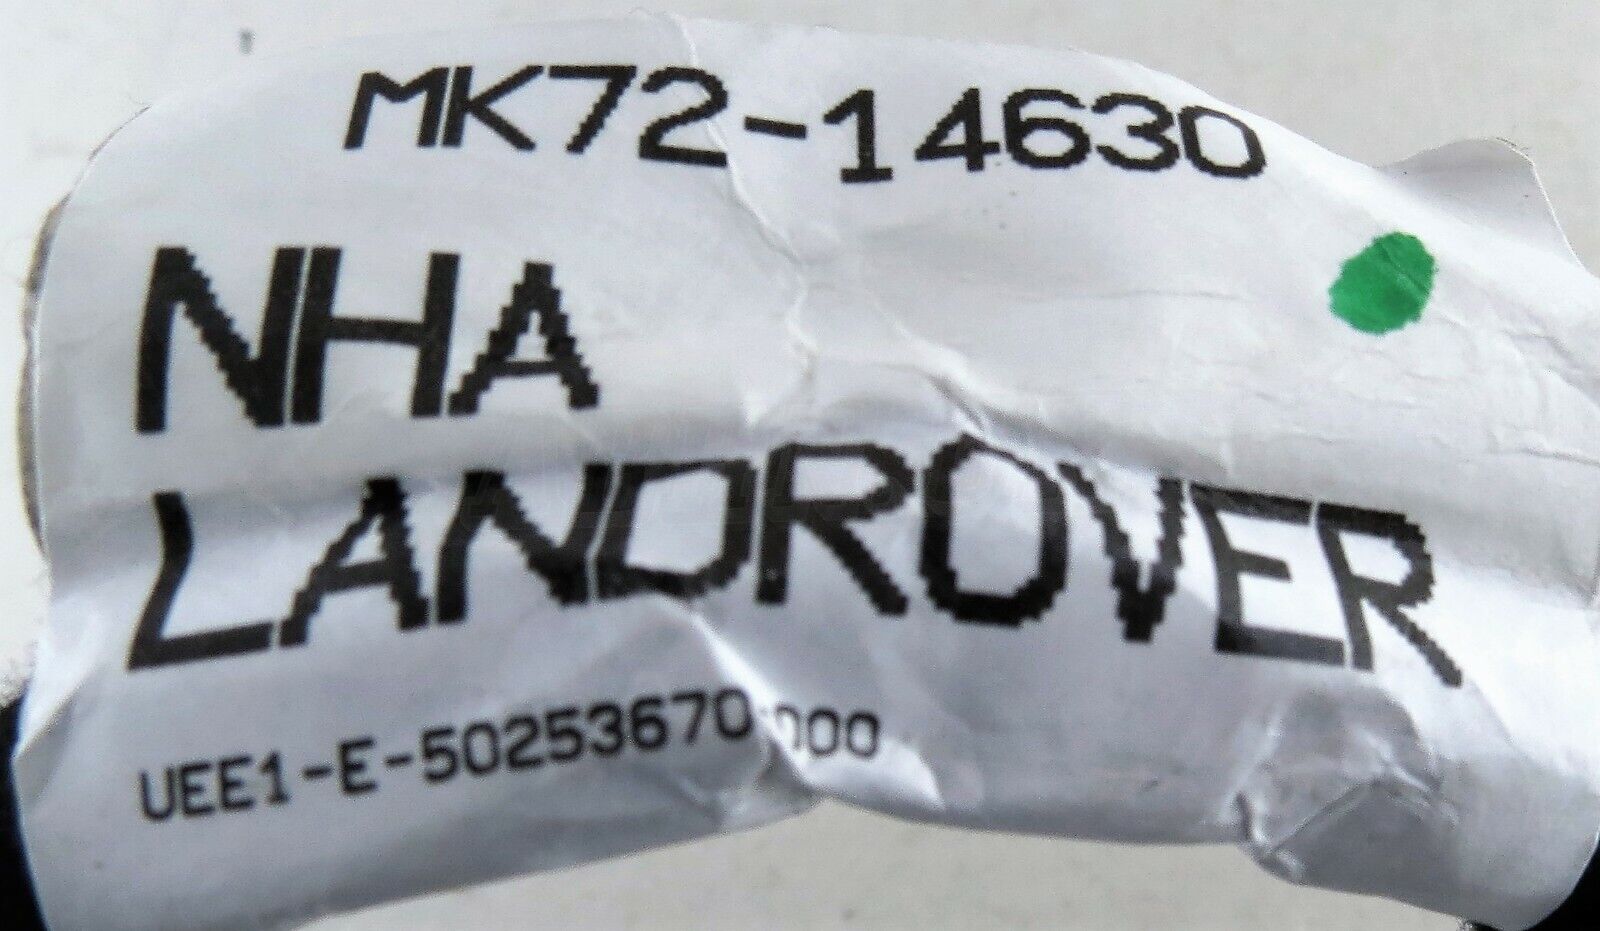 MK72-14630
NHA
LANDROVER
UEE1-E-50253670 000